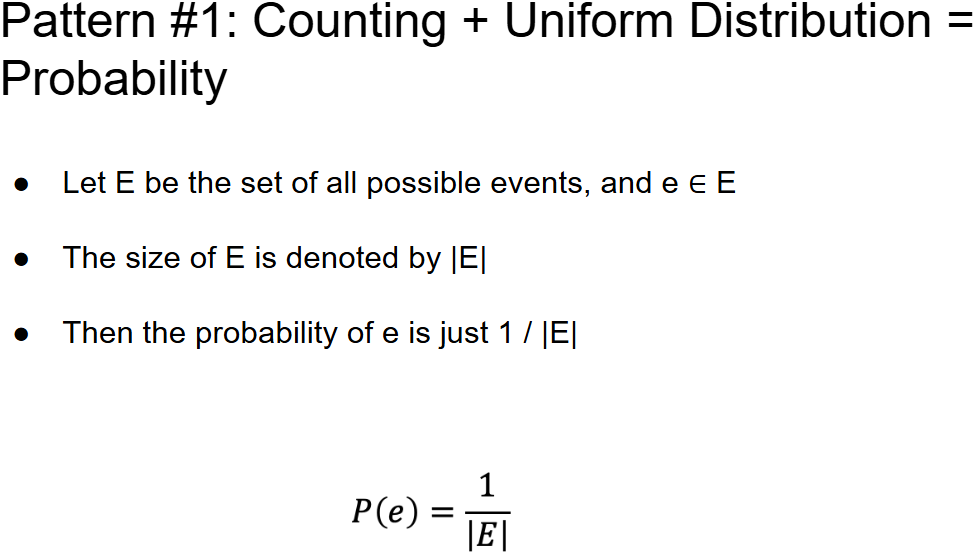 Pattern #1: Counting + Uniform Distribution =
Probability
● Let E be the set of all possible events, and e ∈ E
● The size of E is denoted by |E|
● Then the probability of e is just 1 / |E|
P(e) = 1 / |E|